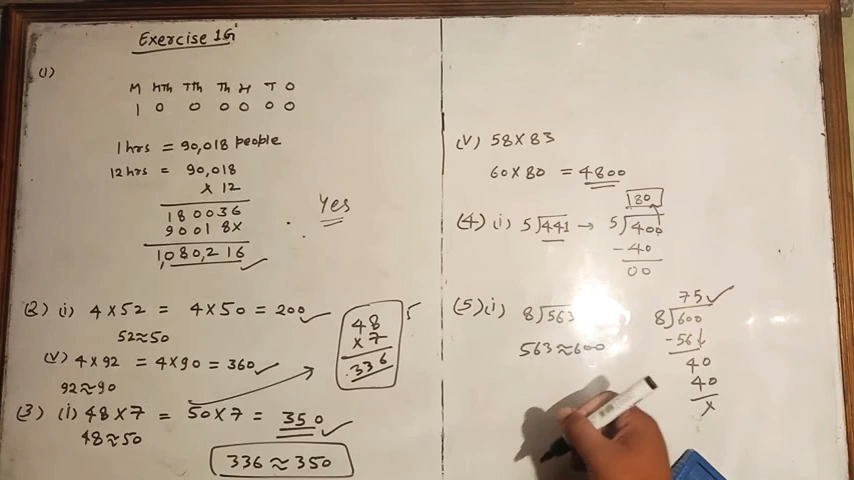 Exercise 1G
(1)
M HTh TTh Th H T O
1 0 0 0 0 0 0
1 hrs = 90,018 people
12 hrs = 90,018
x 12
180036
90018x
1,080,216
Yes
(2) (i) 4 x 52 = 4 x 50 = 200
52 ≈ 50
(v) 4 x 92 = 4 x 90 = 360
92 ≈ 90
48
x 7
336
(3) (i) 48 x 7 = 50 x 7 = 350
48 ≈ 50
336 ≈ 350
(v) 58 x 83
60 x 80 = 4800
80
(4) (i) 5)441 → 5)400
- 40
00
75
(5) (i) 8)563 8)600
563 ≈ 600
- 56↓
40
40
x